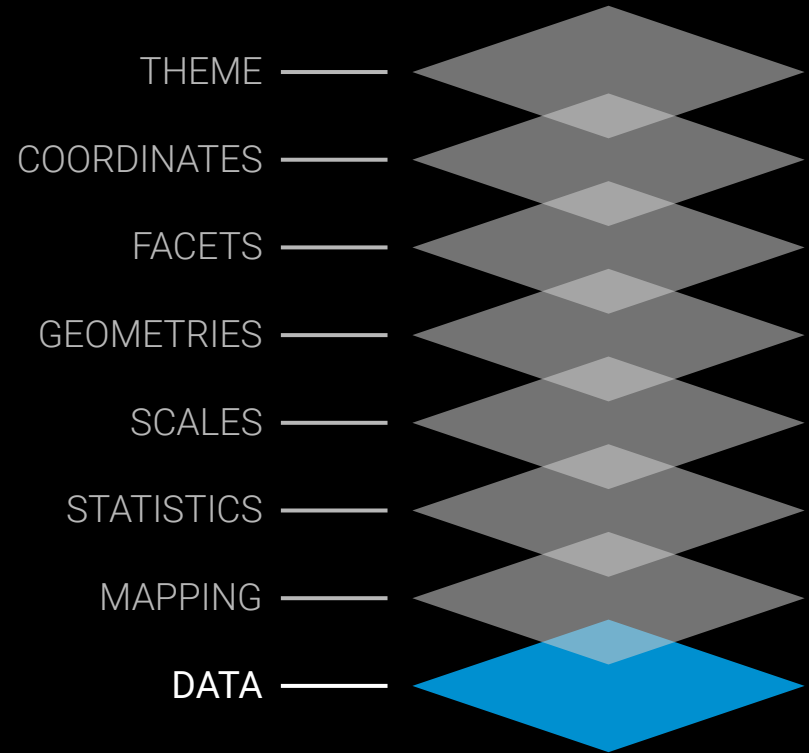 THEME
COORDINATES
FACETS
GEOMETRIES
SCALES
STATISTICS
MAPPING
DATA